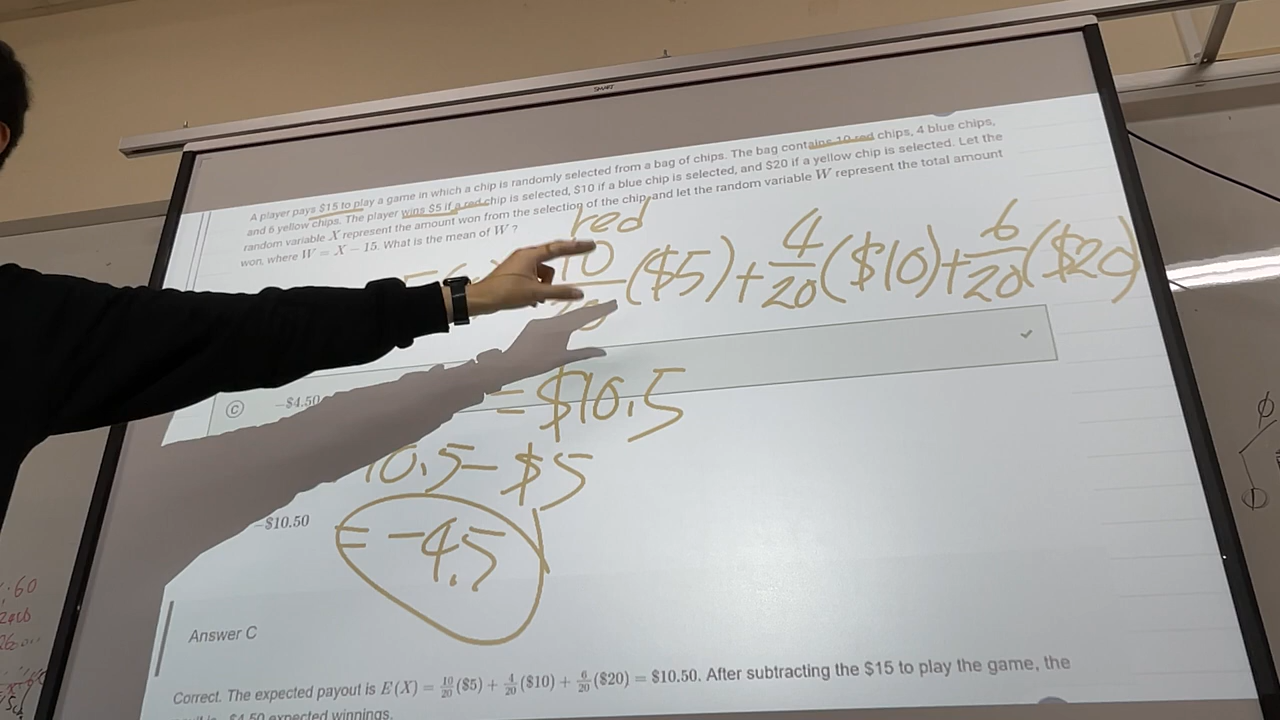 SMART
A player pays $15 to play a game in which a chip is randomly selected from a bag of chips. The bag contains 10 red chips, 4 blue chips,
and 6 yellow chips. The player wins $5 if a red chip is selected, $10 if a blue chip is selected, and $20 if a yellow chip is selected. Let the
random variable X represent the amount won from the selection of the chip, and let the random variable W represent the total amount
won, where W = X − 15. What is the mean of W ?
red
10 ($5) + 4/20 ($10) + 6/20 ($20)
C −$4.50
= $10.5
10.5 − $5
−$10.50
= −4.5
Answer C
Correct. The expected payout is E(X) = 10/20 ($5) + 4/20 ($10) + 6/20 ($20) = $10.50. After subtracting the $15 to play the game, the
$4.50 expected winnings.
.60